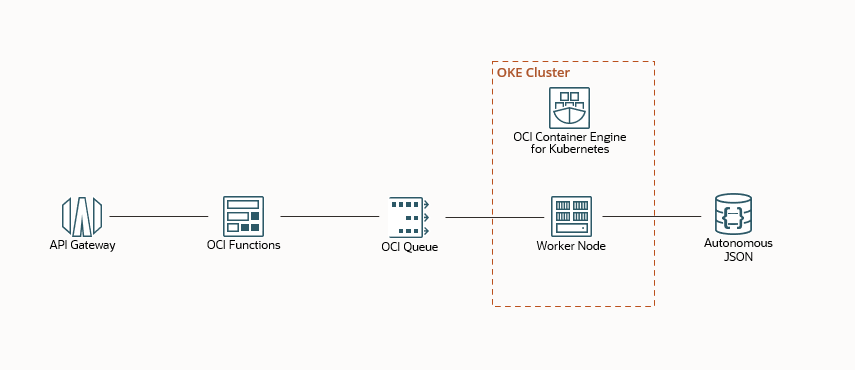 OKE Cluster
OCI Container Engine
for Kubernetes
API Gateway
OCI Functions
OCI Queue
Worker Node
Autonomous
JSON